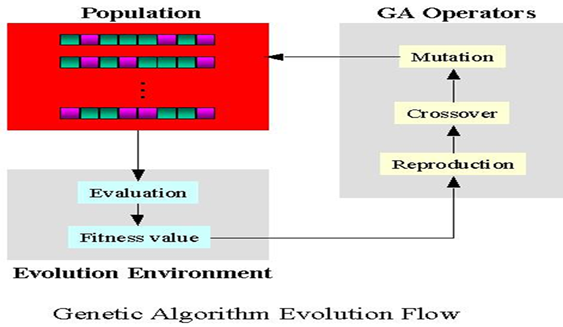 Population
GA Operators
Mutation
Crossover
Reproduction
Evaluation
Fitness value
Evolution Environment
Genetic Algorithm Evolution Flow